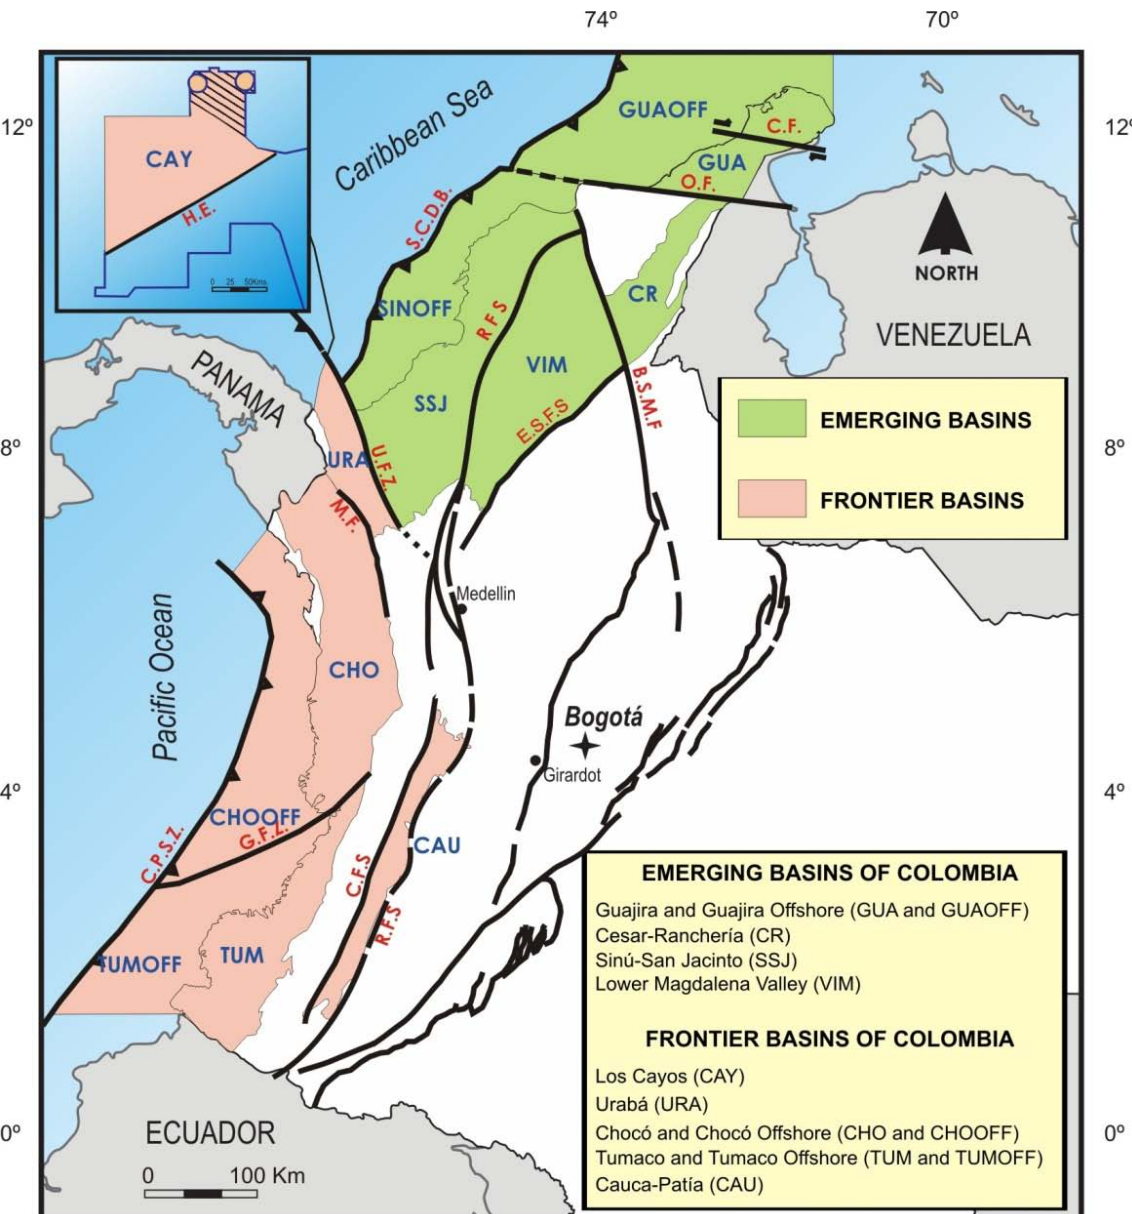 74º
70º
12º
12º
Caribbean Sea
GUAOFF
C.F.
CAY
GUA
O.F.
H.E.
S.C.D.B.
0 25 50Kms
NORTH
SINOFF
R F S
CR
VENEZUELA
PANAMA
VIM
SSJ
B.S.M.F
E.S.F.S
EMERGING BASINS
FRONTIER BASINS
8º
8º
URA
U.F.Z.
M.F.
Medellin
Pacific Ocean
CHO
Bogotá
Girardot
4º
4º
CHOOFF
G.F.Z.
C.P.S.Z.
CAU
C.F.S
R.F.S
TUMOFF
TUM
EMERGING BASINS OF COLOMBIA
Guajira and Guajira Offshore (GUA and GUAOFF)
Cesar-Ranchería (CR)
Sinú-San Jacinto (SSJ)
Lower Magdalena Valley (VIM)
FRONTIER BASINS OF COLOMBIA
Los Cayos (CAY)
Urabá (URA)
Chocó and Chocó Offshore (CHO and CHOOFF)
Tumaco and Tumaco Offshore (TUM and TUMOFF)
Cauca-Patía (CAU)
0º
0º
ECUADOR
0 100 Km